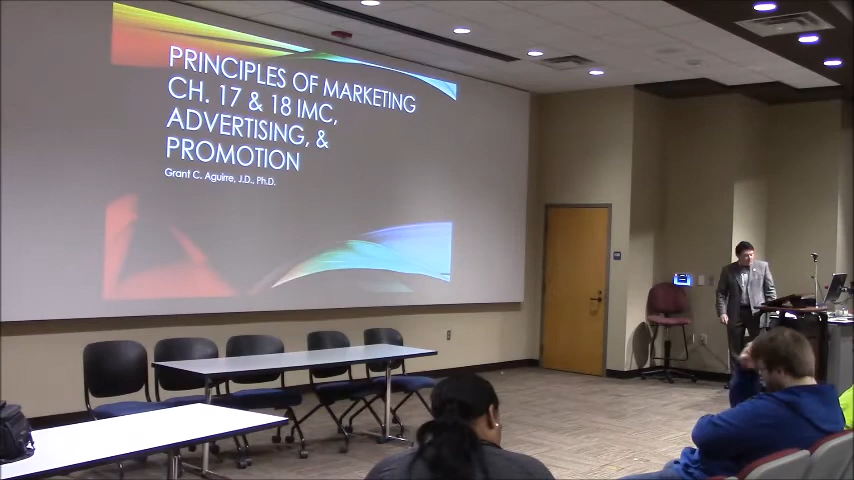 PRINCIPLES OF MARKETING
CH. 17 & 18 IMC,
ADVERTISING, &
PROMOTION
Grant C. Aguirre, J.D., Ph.D.